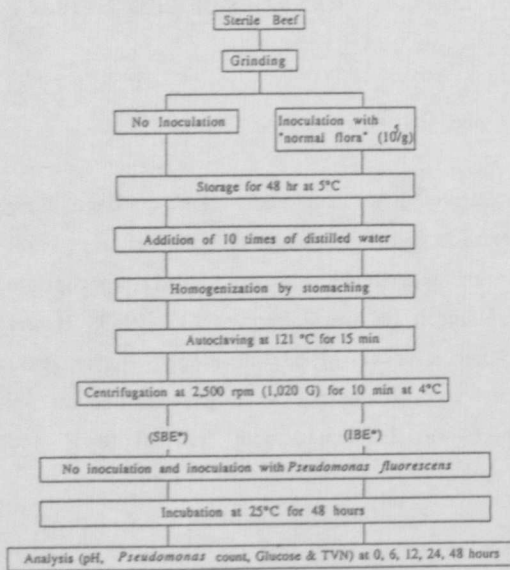 Sterile Beef
Grinding
No Inoculation
Inoculation with
"normal flora" (10⁵/g)
Storage for 48 hr at 5°C
Addition of 10 times of distilled water
Homogenization by stomaching
Autoclaving at 121 °C for 15 min
Centrifugation at 2,500 rpm (1,020 G) for 10 min at 4°C
(SBE*) (IBE*)
No inoculation and inoculation with Pseudomonas fluorescens
Incubation at 25°C for 48 hours
Analysis (pH, Pseudomonas count, Glucose & TVN) at 0, 6, 12, 24, 48 hours